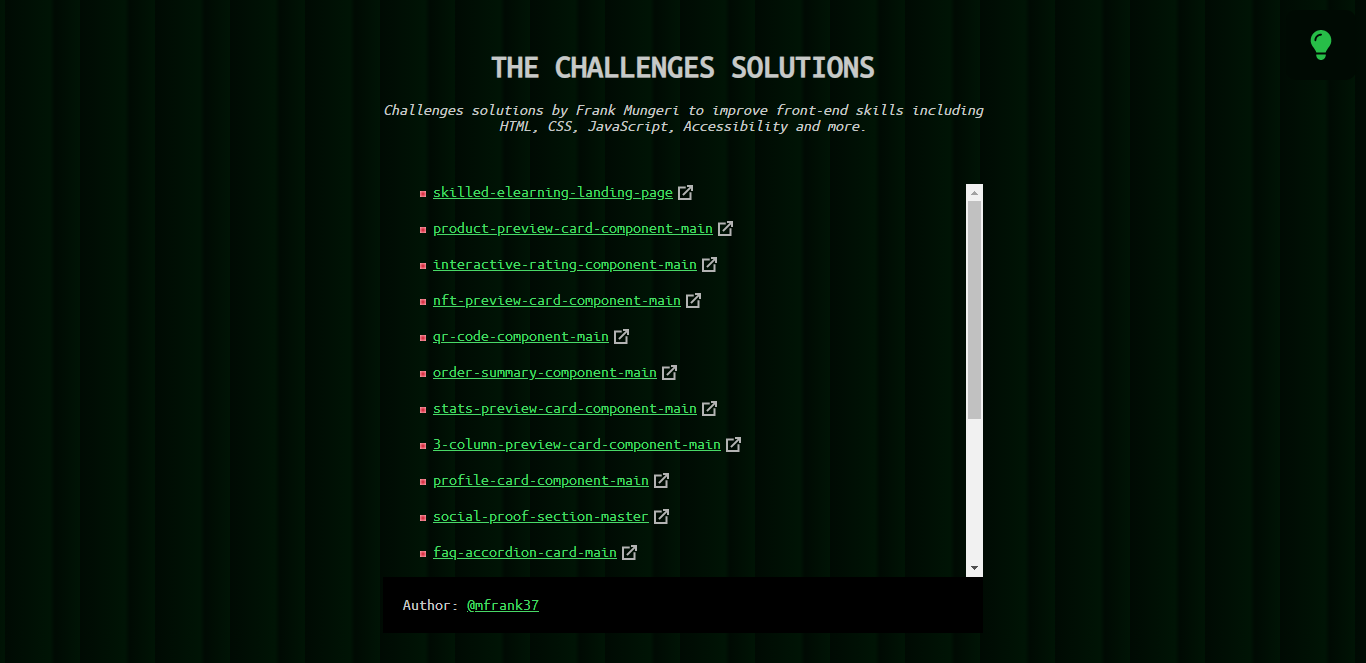 THE CHALLENGES SOLUTIONS
Challenges solutions by Frank Mungeri to improve front-end skills including
HTML, CSS, JavaScript, Accessibility and more.
skilled-elearning-landing-page
product-preview-card-component-main
interactive-rating-component-main
nft-preview-card-component-main
qr-code-component-main
order-summary-component-main
stats-preview-card-component-main
3-column-preview-card-component-main
profile-card-component-main
social-proof-section-master
faq-accordion-card-main
Author: @mfrank37